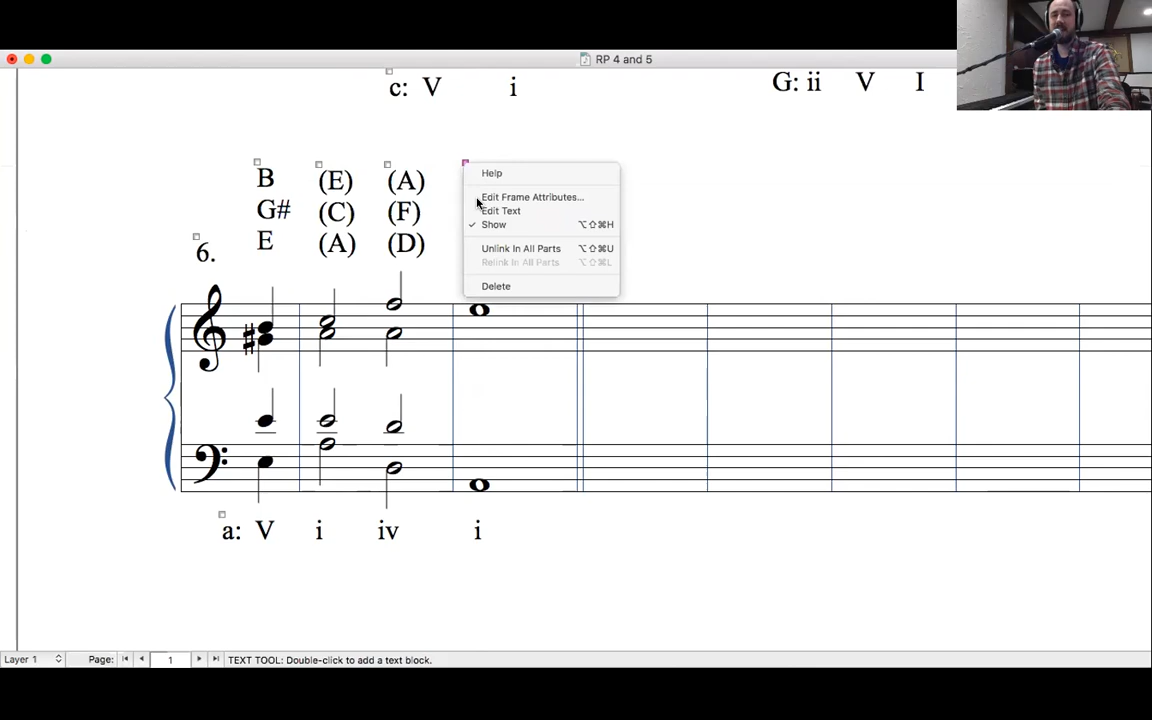 RP 4 and 5
c: V i
G: ii V I
B (E) (A)
G# (C) (F)
E (A) (D)
6.
Help
Edit Frame Attributes...
Edit Text
✓ Show ⌥⇧⌘H
Unlink In All Parts ⌥⇧⌘U
Relink In All Parts ⌥⇧⌘L
Delete
a: V i iv i
Layer 1 Page: 1 TEXT TOOL: Double-click to add a text block.